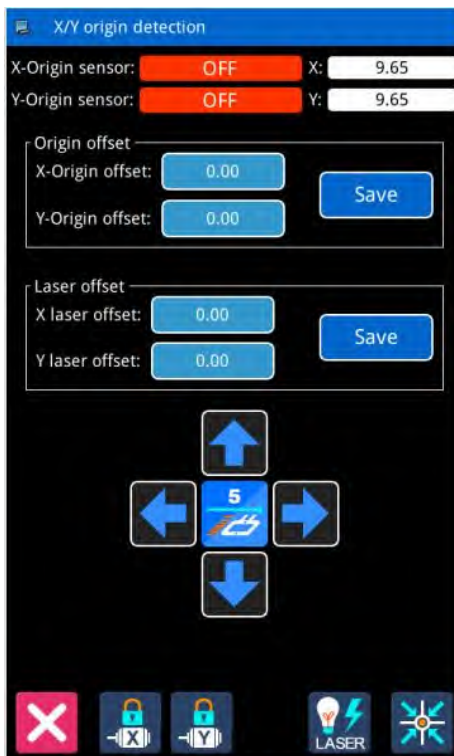 X/Y origin detection
X-Origin sensor: OFF X: 9.65
Y-Origin sensor: OFF Y: 9.65
Origin offset
X-Origin offset: 0.00
Save
Y-Origin offset: 0.00
Laser offset
X laser offset: 0.00
Save
Y laser offset: 0.00
5
X Y LASER